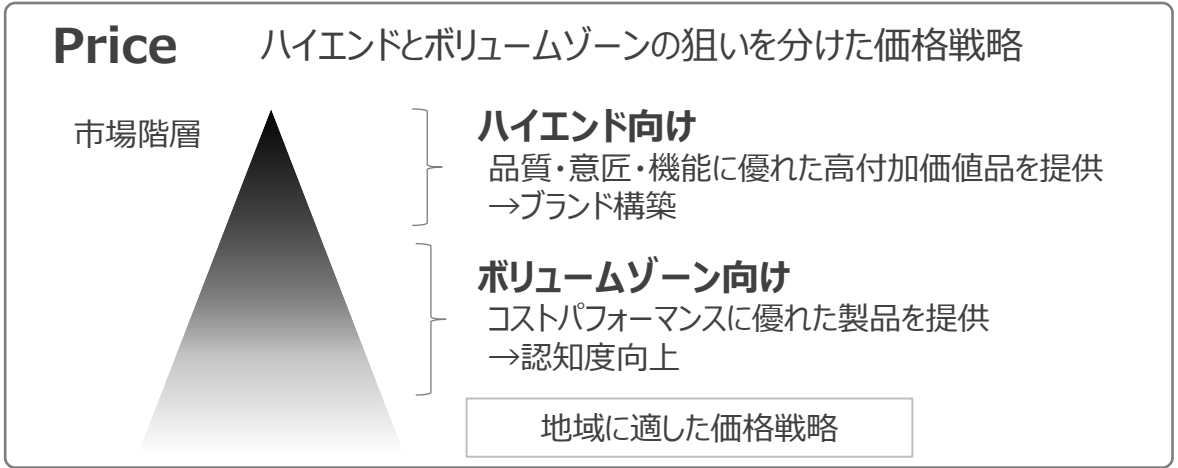 Price ハイエンドとボリュームゾーンの狙いを分けた価格戦略
市場階層
ハイエンド向け
品質・意匠・機能に優れた高付加価値品を提供
→ブランド構築
ボリュームゾーン向け
コストパフォーマンスに優れた製品を提供
→認知度向上
地域に適した価格戦略